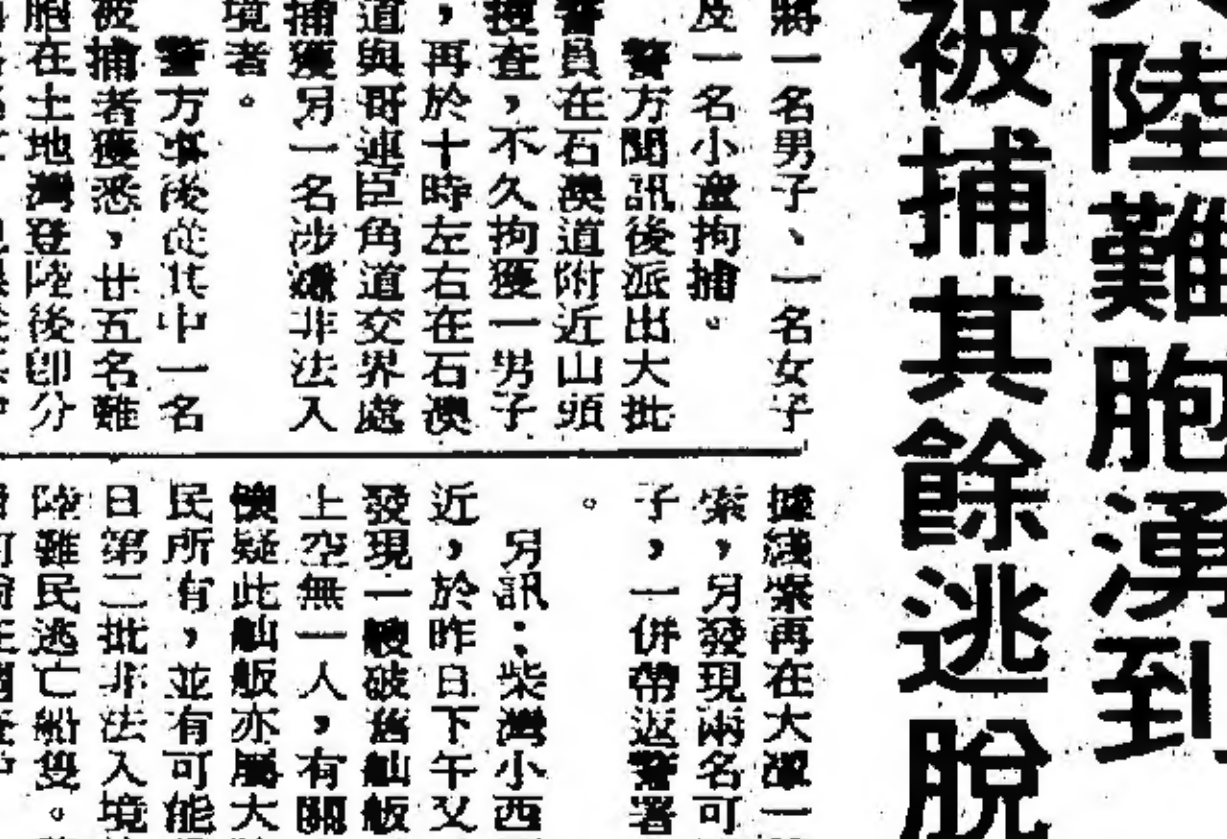 陸難胞湧到
被捕其餘逃脫
將一名男子、一名女子
及一名小童拘捕。
警方聞訊後派出大批
警員在石澳道附近山頭
搜查，不久拘獲一男子
，再於十時左右在石澳
道與哥連臣角道交界處
捕獲另一名涉嫌非法入
境者。
警方事後從其中一名
被捕者獲悉，廿五名難
胞在土地灣登陸後即分
據綫索再在大潭一
索，另發現兩名可
子，一併帶返警署
。
另訊：柴灣小西
近，於昨日下午又
發現一艘破舊舢舨
上空無一人，有關
懷疑此舢舨亦屬大
民所有，並有可能
日第二批非法入境
陸難民逃亡船隻。